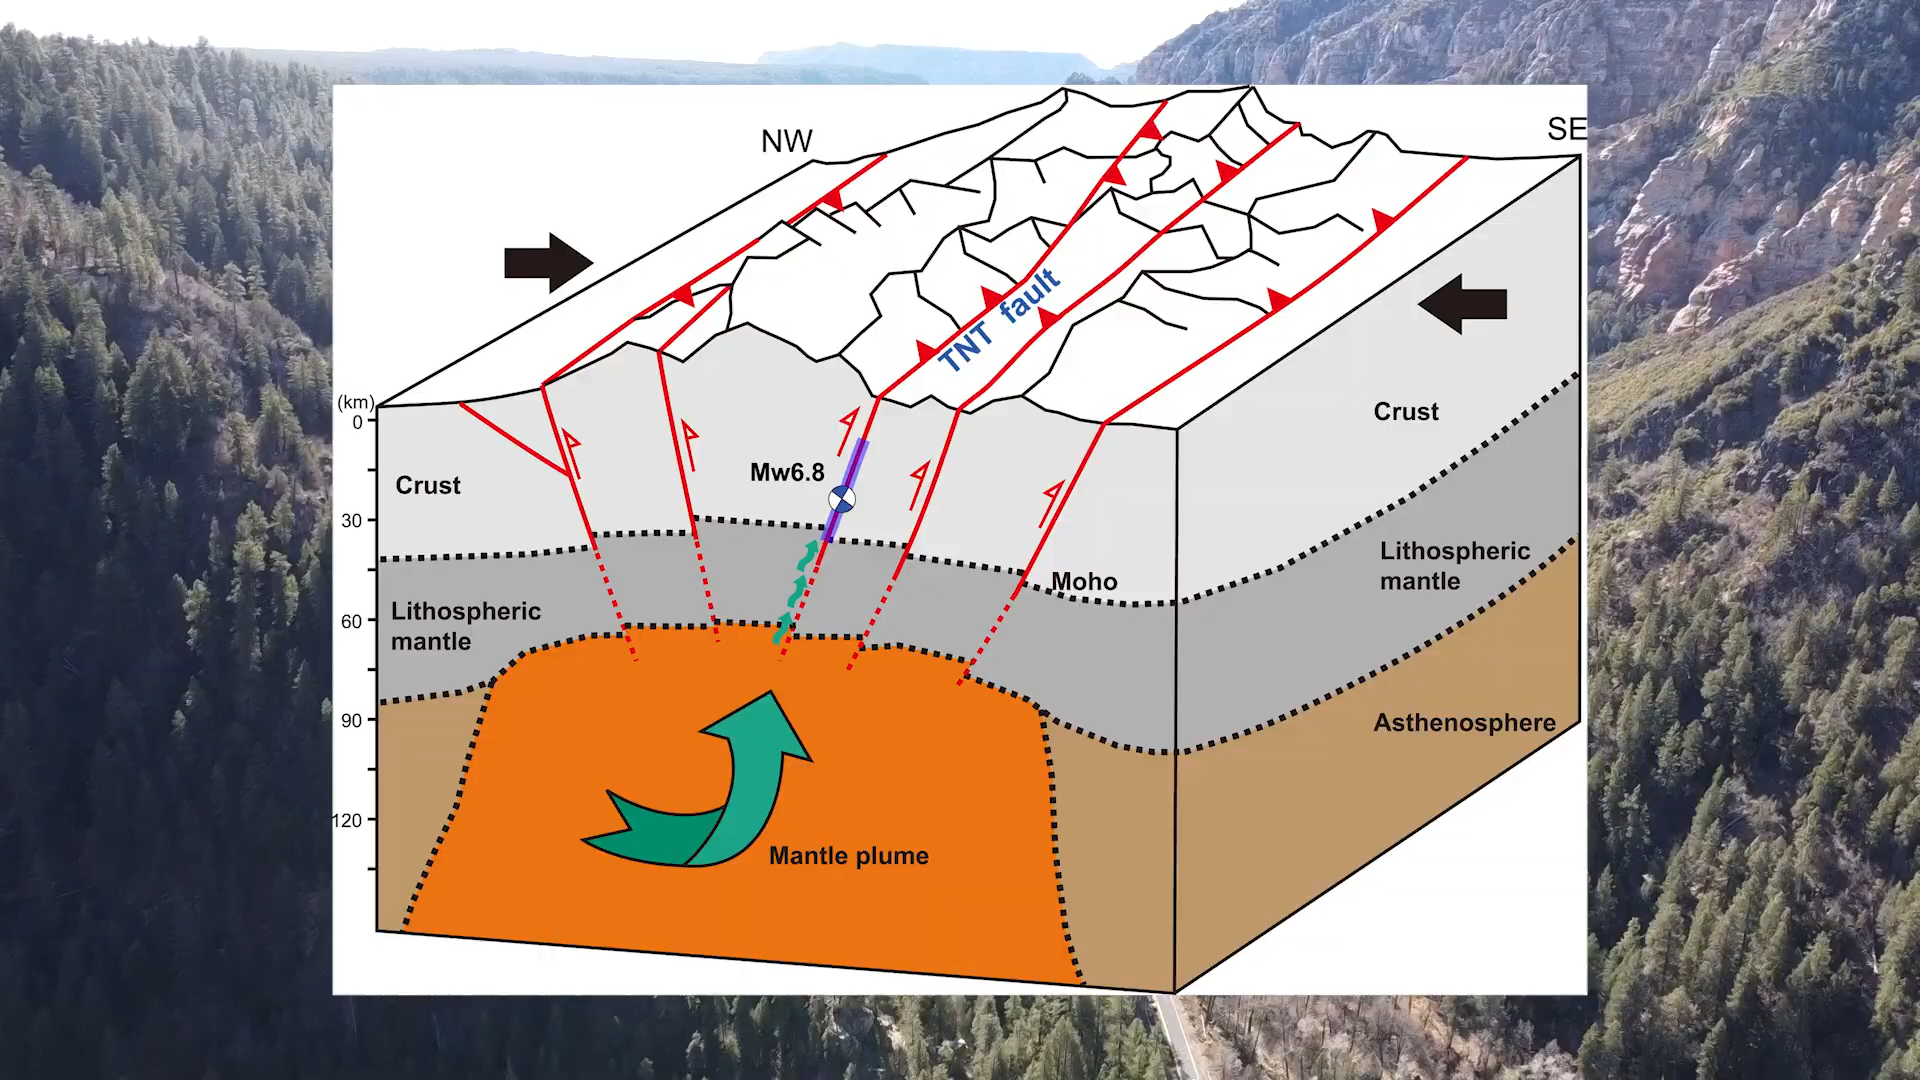 NW
SE
TNT fault
(km)
0
30
60
90
120
Crust
Mw6.8
Crust
Lithospheric
mantle
Moho
Lithospheric
mantle
Asthenosphere
Mantle plume